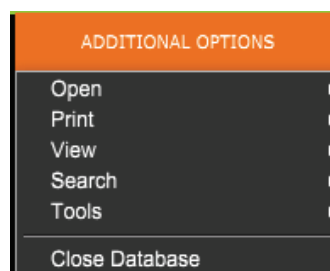 ADDITIONAL OPTIONS
Open
Print
View
Search
Tools
Close Database